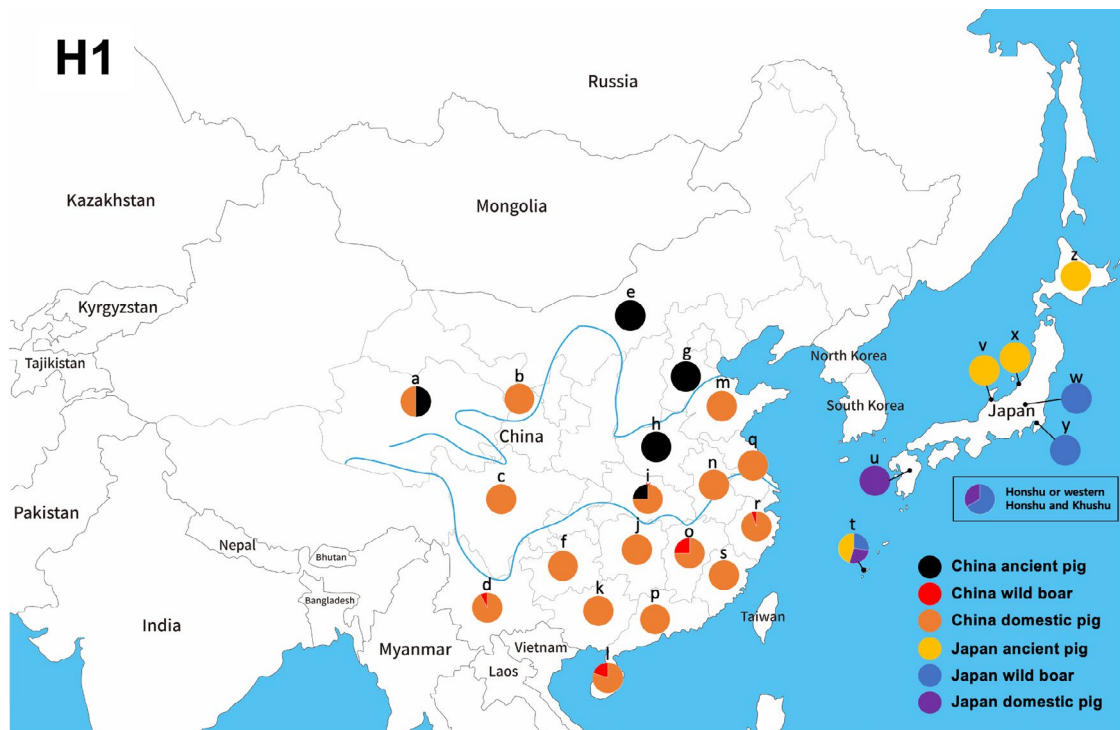 H1
Russia
Kazakhstan
Mongolia
z
Kyrgyzstan
e
North Korea
x
v
g
Tajikistan
b
a
m
w
South Korea
Japan
China
h
y
q
u
n
i
c
Honshu or western
Honshu and Khushu
Pakistan
r
t
j
o
Nepal
f
s
Bhutan
China ancient pig
d
k
p
Bangladesh
China wild boar
Taiwan
India
China domestic pig
Myanmar
Vietnam
l
Japan ancient pig
Laos
Japan wild boar
Japan domestic pig